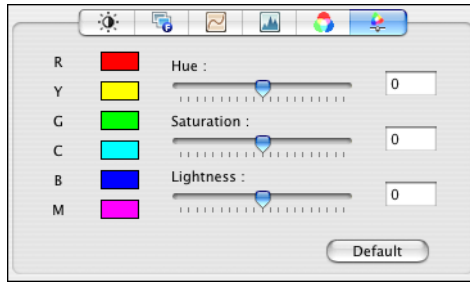 R
Hue :
0
Y
G
Saturation :
0
C
B
Lightness :
0
M
Default